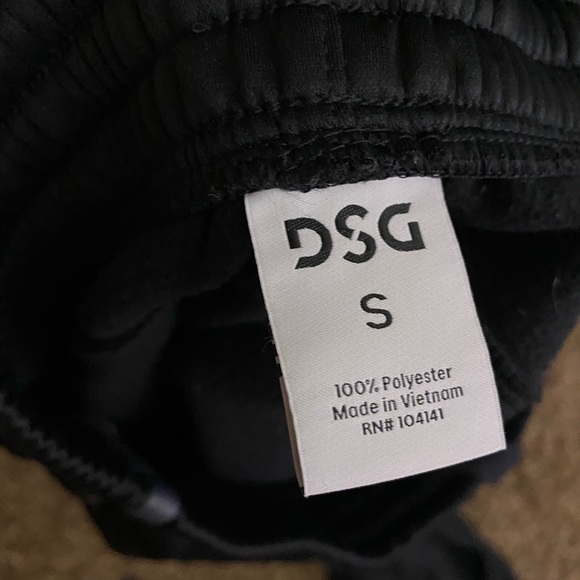 DSG
S
100% Polyester
Made in Vietnam
RN# 104141